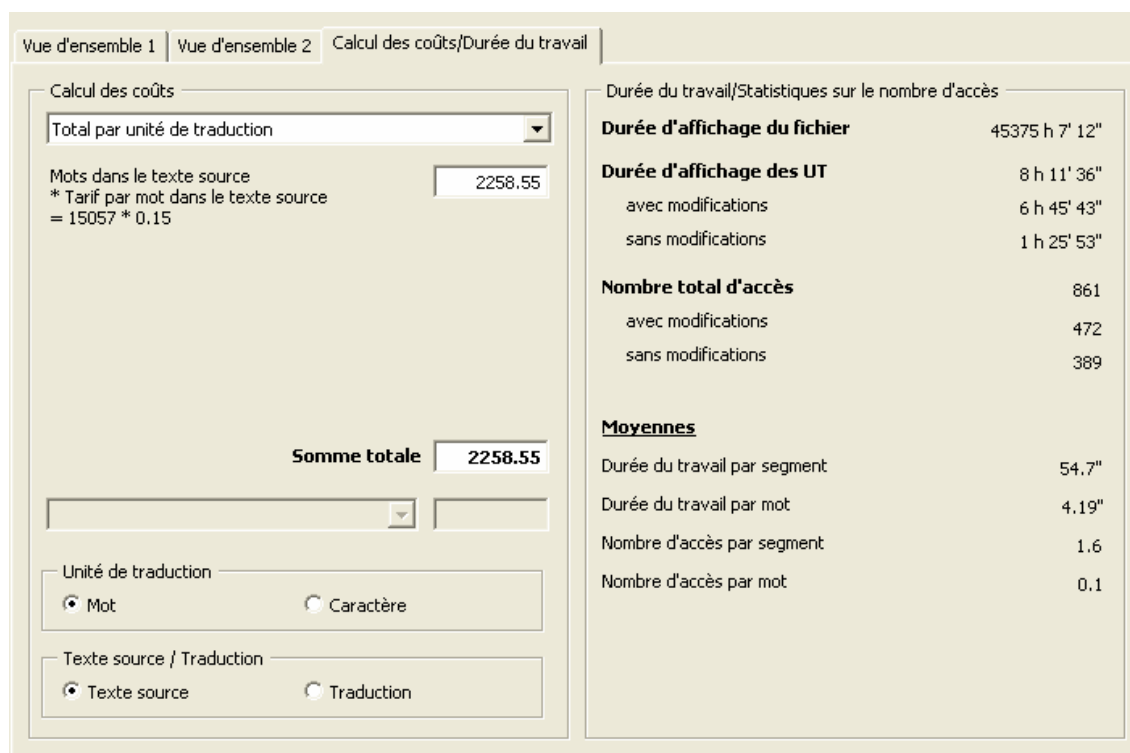 Vue d'ensemble 1 Vue d'ensemble 2 Calcul des coûts/Durée du travail
Calcul des coûts
Total par unité de traduction
Mots dans le texte source
* Tarif par mot dans le texte source
= 15057 * 0.15
2258.55
Somme totale 2258.55
Unité de traduction
Mot Caractère
Texte source / Traduction
Texte source Traduction
Durée du travail/Statistiques sur le nombre d'accès
Durée d'affichage du fichier 45375 h 7' 12"
Durée d'affichage des UT 8 h 11' 36"
avec modifications 6 h 45' 43"
sans modifications 1 h 25' 53"
Nombre total d'accès 861
avec modifications 472
sans modifications 389
Moyennes
Durée du travail par segment 54.7"
Durée du travail par mot 4.19"
Nombre d'accès par segment 1.6
Nombre d'accès par mot 0.1